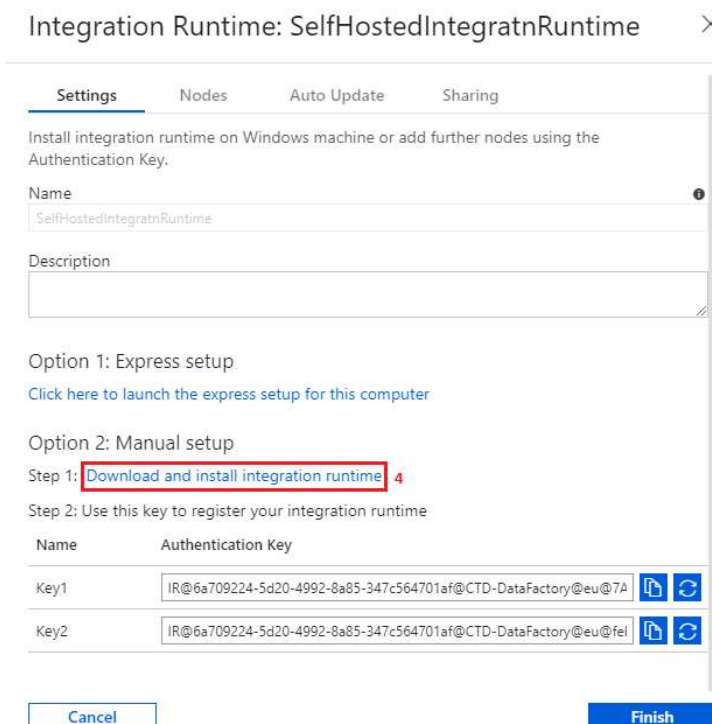 Integration Runtime: SelfHostedIntegratnRuntime
Settings Nodes Auto Update Sharing
Install integration runtime on Windows machine or add further nodes using the
Authentication Key.
Name
SelfHostedIntegratnRuntime
Description
Option 1: Express setup
Click here to launch the express setup for this computer
Option 2: Manual setup
Step 1: Download and install integration runtime 4
Step 2: Use this key to register your integration runtime
Name Authentication Key
Key1 IR@6a709224-5d20-4992-8a85-347c564701af@CTD-DataFactory@eu@7A
Key2 IR@6a709224-5d20-4992-8a85-347c564701af@CTD-DataFactory@eu@fel
Cancel Finish